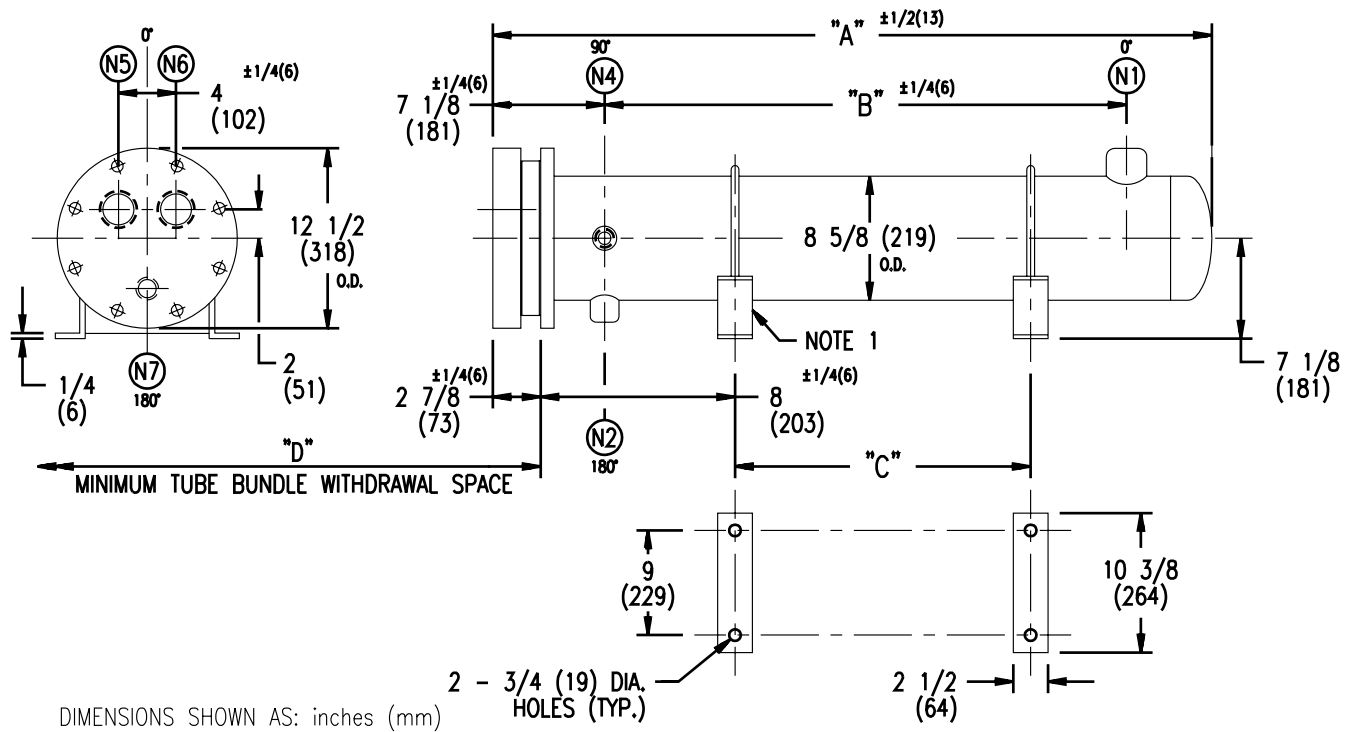 0°
N5
N6
±1/4(6)
4
(102)
12 1/2
(318)
O.D.
1/4
(6)
N7
180°
2
(51)
"A" ±1/2(13)
90°
N4
0°
N1
±1/4(6)
7 1/8
(181)
"B" ±1/4(6)
8 5/8 (219)
O.D.
NOTE 1
7 1/8
(181)
±1/4(6)
2 7/8
(73)
±1/4(6)
8
(203)
N2
180°
"D"
MINIMUM TUBE BUNDLE WITHDRAWAL SPACE
"C"
9
(229)
10 3/8
(264)
2 - 3/4 (19) DIA.
HOLES (TYP.)
2 1/2
(64)
DIMENSIONS SHOWN AS: inches (mm)